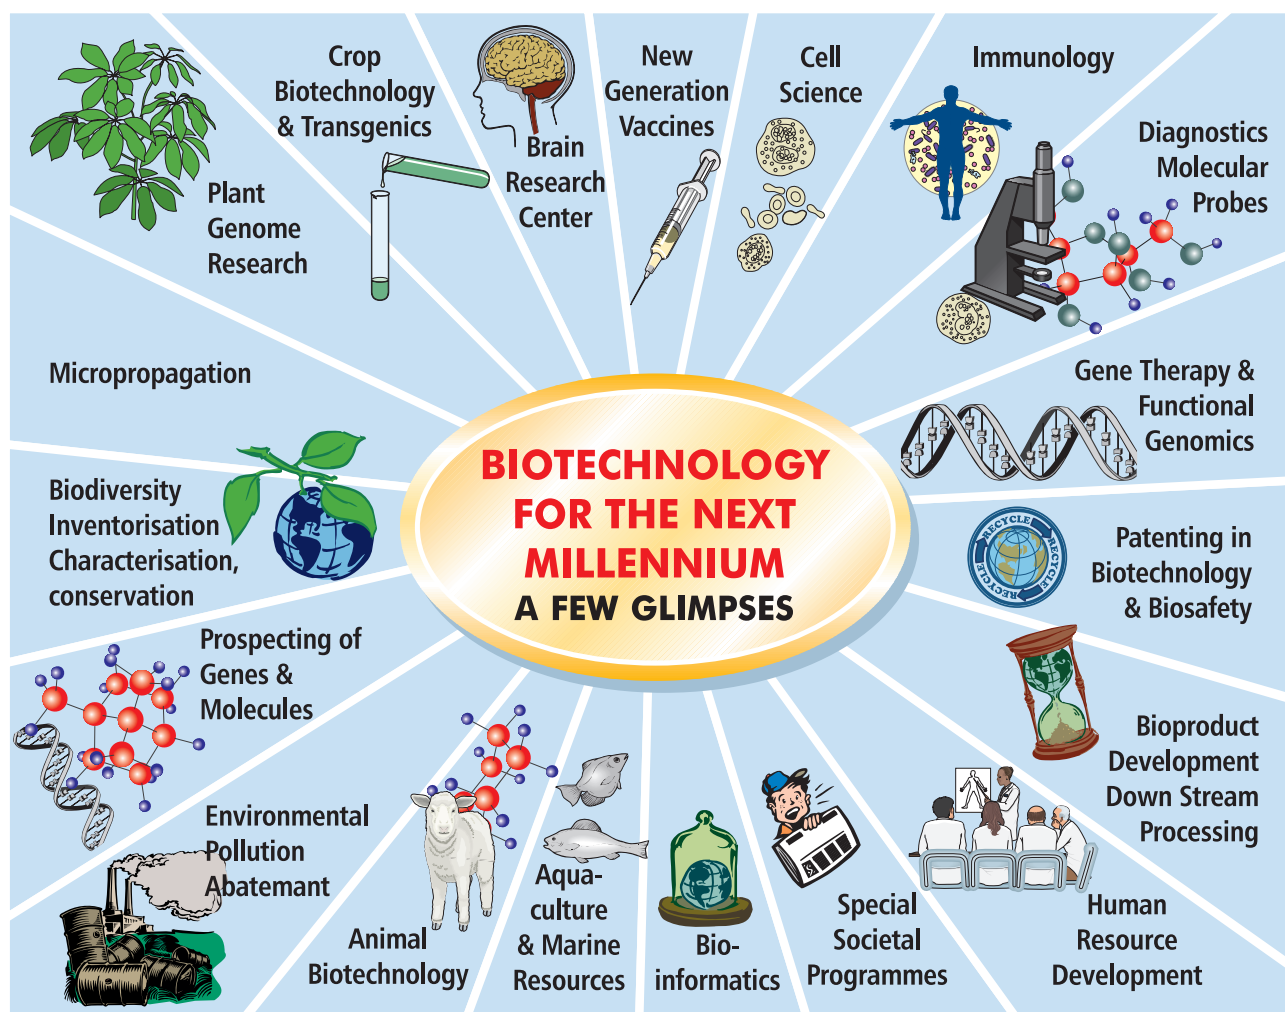 BIOTECHNOLOGY
FOR THE NEXT
MILLENNIUM
A FEW GLIMPSES
Plant
Genome
Research
Crop
Biotechnology
& Transgenics
Brain
Research
Center
New
Generation
Vaccines
Cell
Science
Immunology
Diagnostics
Molecular
Probes
Gene Therapy &
Functional
Genomics
RECYCLE
RECYCLE
RECYCLE
Patenting in
Biotechnology
& Biosafety
Bioproduct
Development
Down Stream
Processing
Human
Resource
Development
Special
Societal
Programmes
Bio-
informatics
Aqua-
culture
& Marine
Resources
Animal
Biotechnology
Environmental
Pollution
Abatemant
Prospecting of
Genes &
Molecules
Biodiversity
Inventorisation
Characterisation,
conservation
Micropropagation